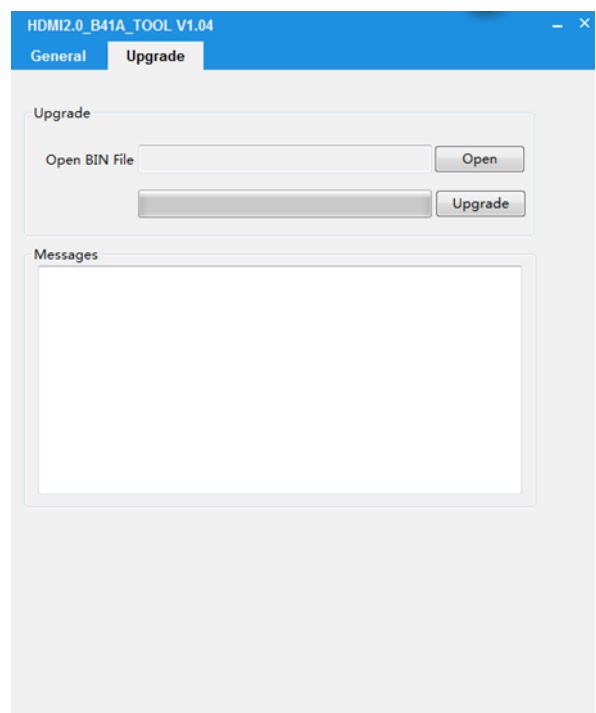 HDMI2.0_B41A_TOOL V1.04
General Upgrade
Upgrade
Open BIN File Open
Upgrade
Messages